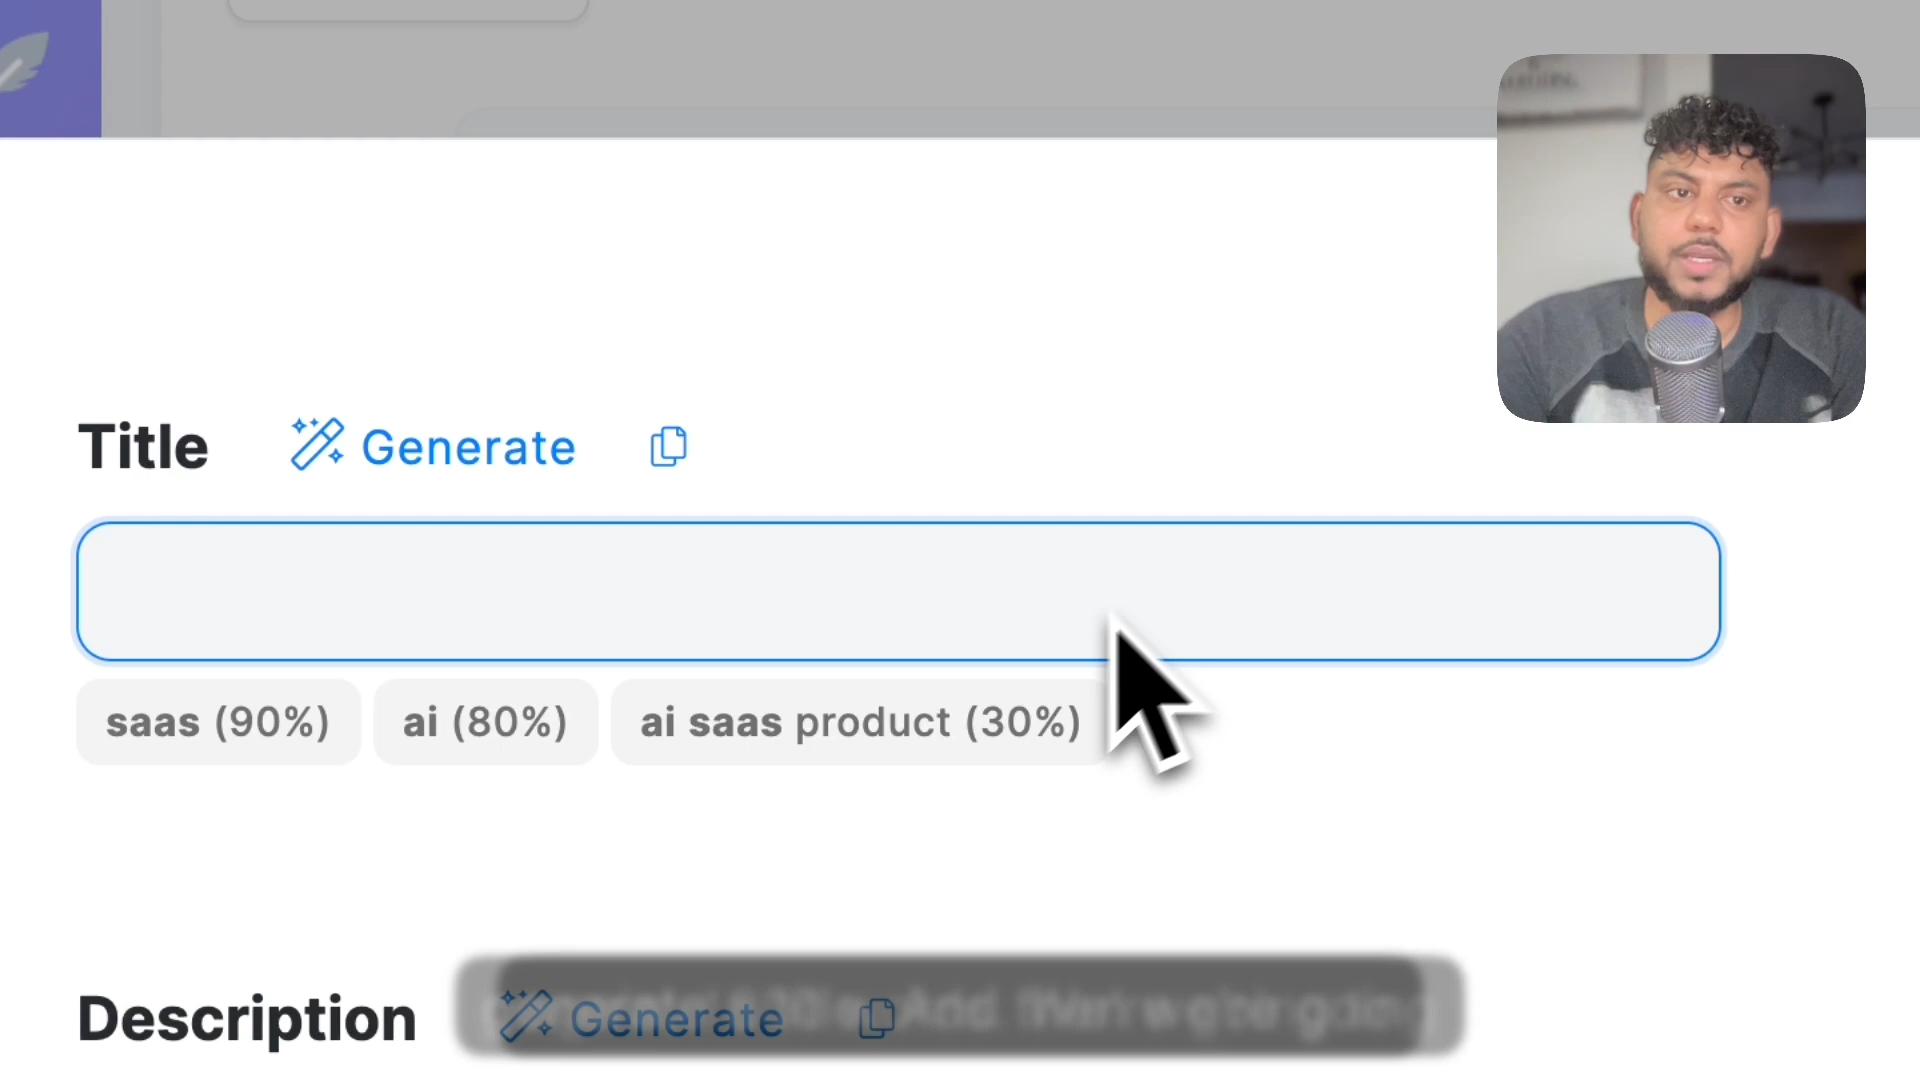 Title Generate
saas (90%) ai (80%) ai saas product (30%)
Description Generate